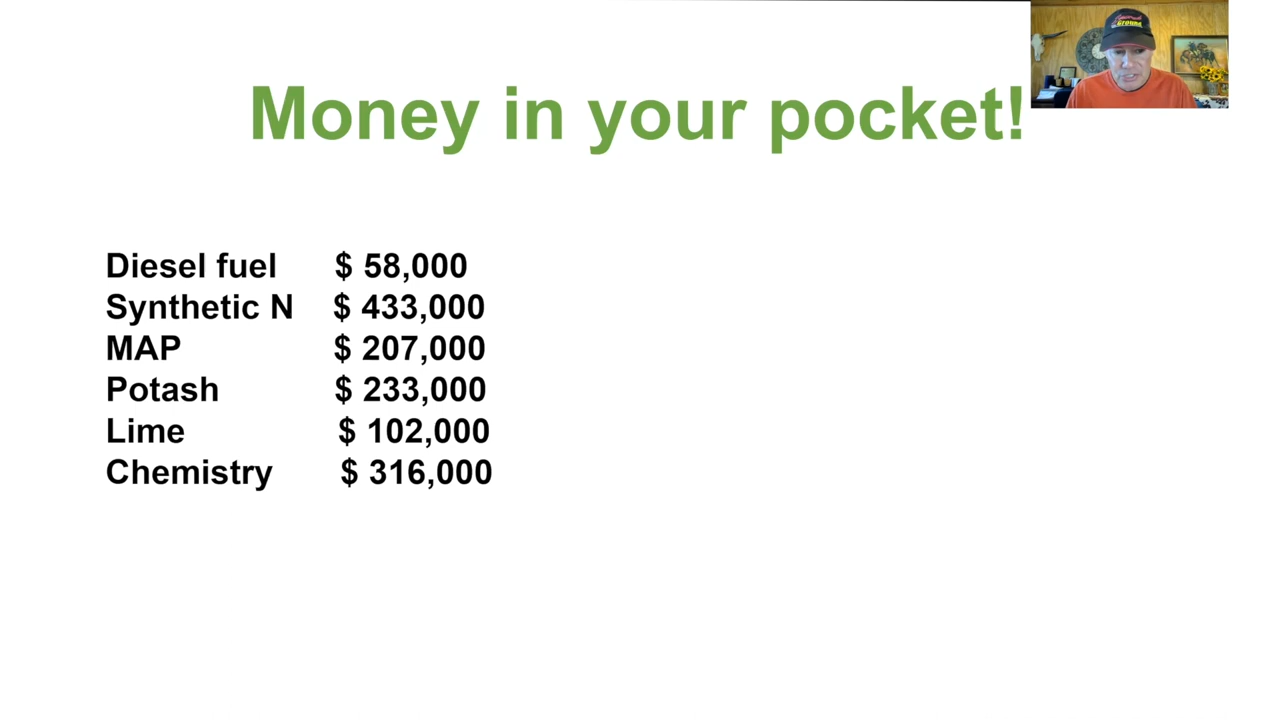 Money in your pocket!
Diesel fuel $ 58,000
Synthetic N $ 433,000
MAP $ 207,000
Potash $ 233,000
Lime $ 102,000
Chemistry $ 316,000